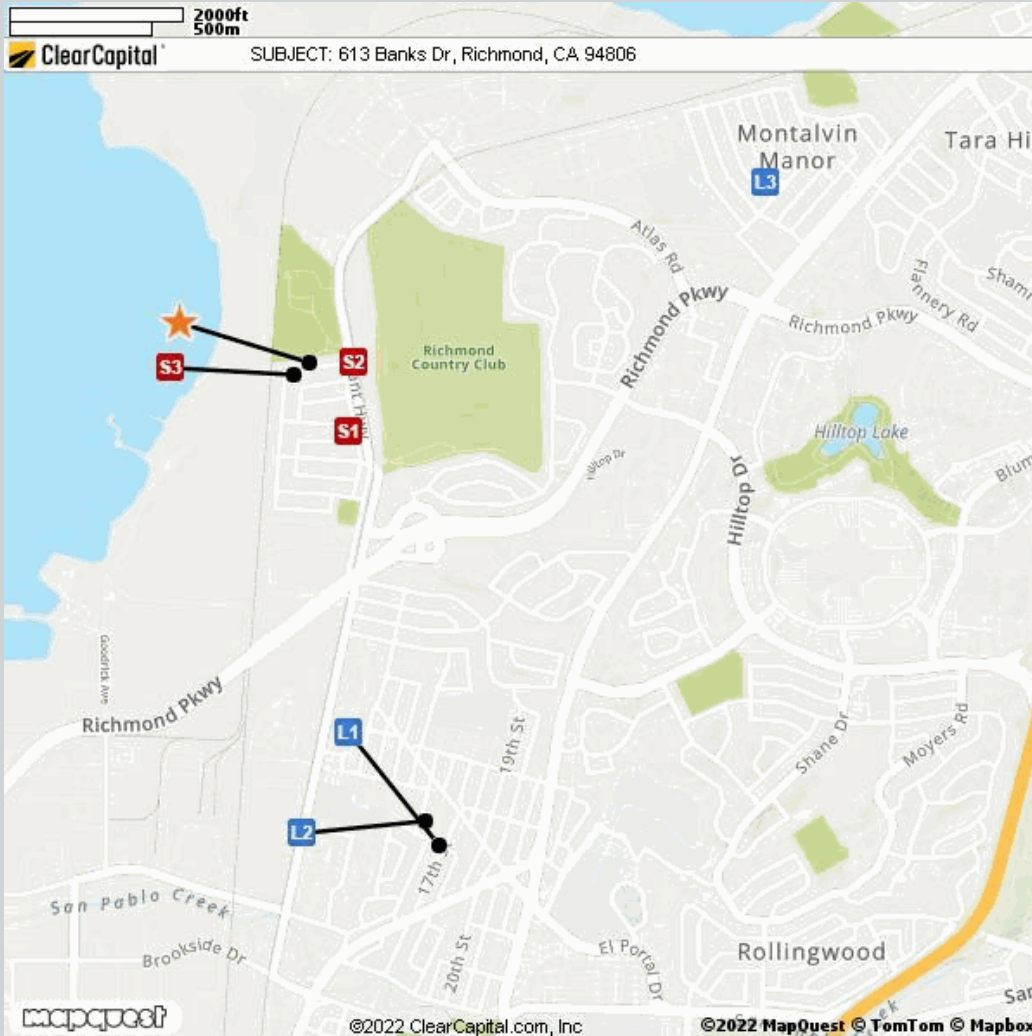 2000ft
500m
ClearCapital
SUBJECT: 613 Banks Dr, Richmond, CA 94806
Montalvin
Manor
Tara Hi
L3
Atlas Rd
Flannery Rd
Sham
Richmond Pkwy
Richmond Pkwy
S3
S2
Richmond
Country Club
S1
Hilltop Lake
Hilltop Dr
Hilltop Dr
Blum
Goodrick Ave
Richmond Pkwy
L1
19th St
Shane Dr
Moyers Rd
L2
17th S
San Pablo Creek
Brookside Dr
20th St
El Portal Dr
Rollingwood
San
mapquest
©2022 ClearCapital.com, Inc
©2022 MapQuest © TomTom © Mapbox